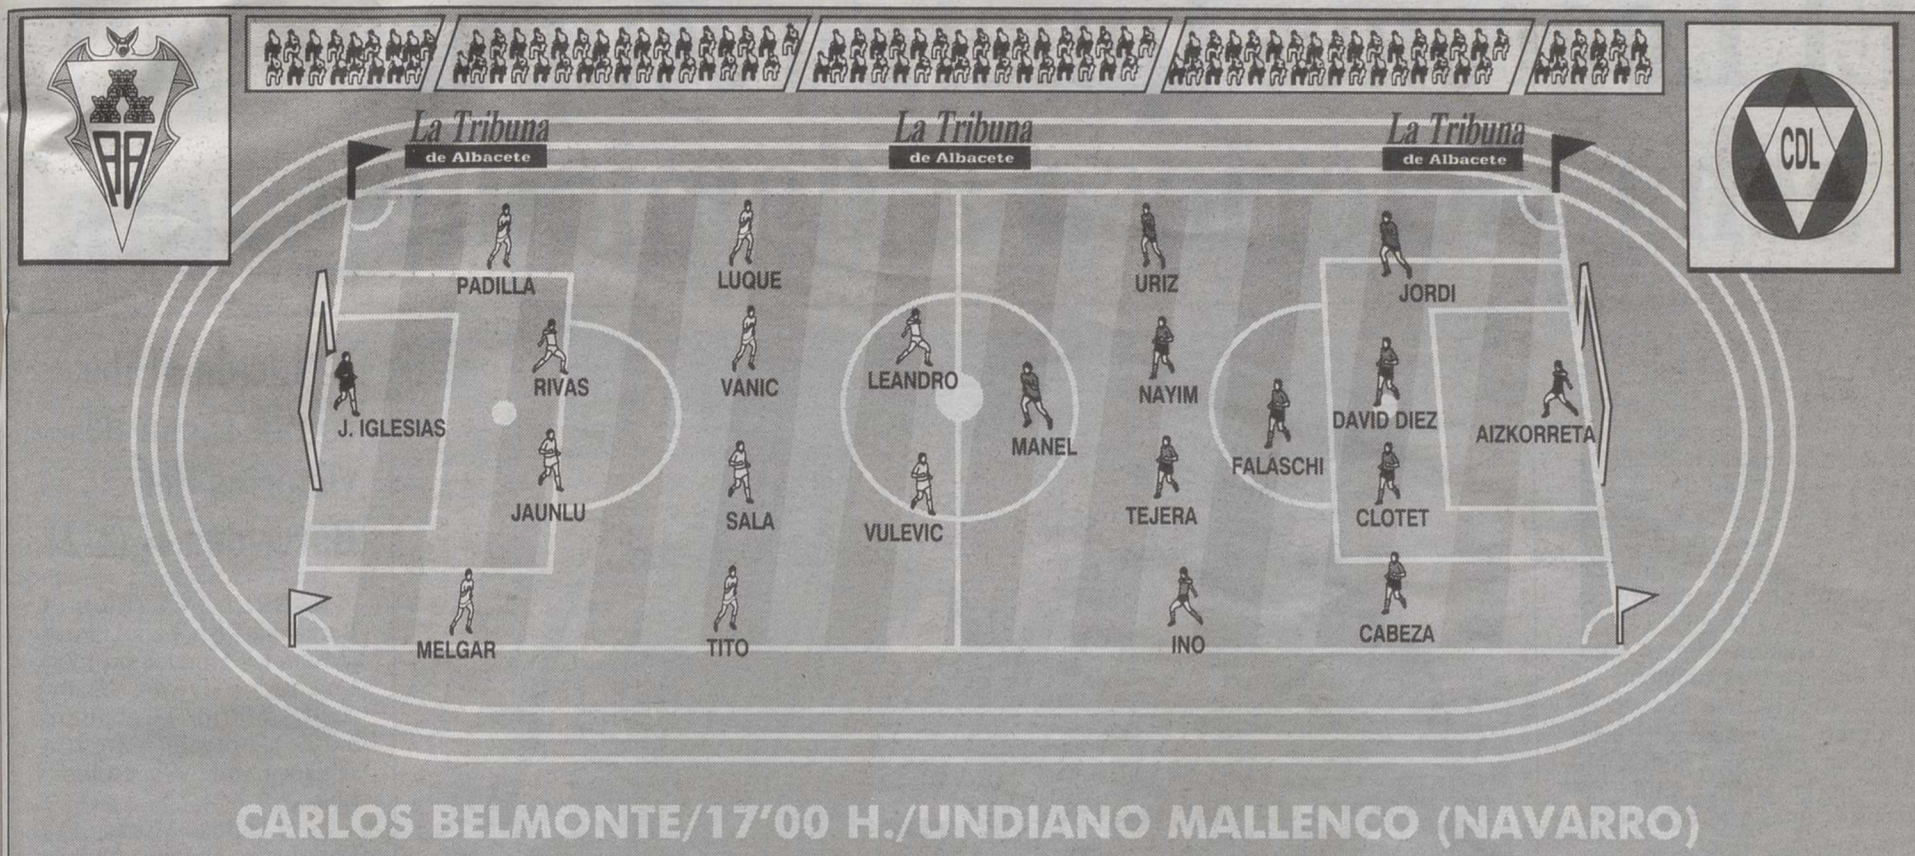 La Tribuna La Tribuna La Tribuna
de Albacete de Albacete de Albacete
AB
CDL
PADILLA LUQUE URIZ JORDI
RIVAS VANIC LEANDRO NAYIM
J. IGLESIAS MANEL DAVID DIEZ AIZKORRETA
FALASCHI
JAUNLU SALA VULEVIC TEJERA CLOTET
MELGAR TITO INO CABEZA
CARLOS BELMONTE/17'00 H./UNDIANO MALLENCO (NAVARRO)